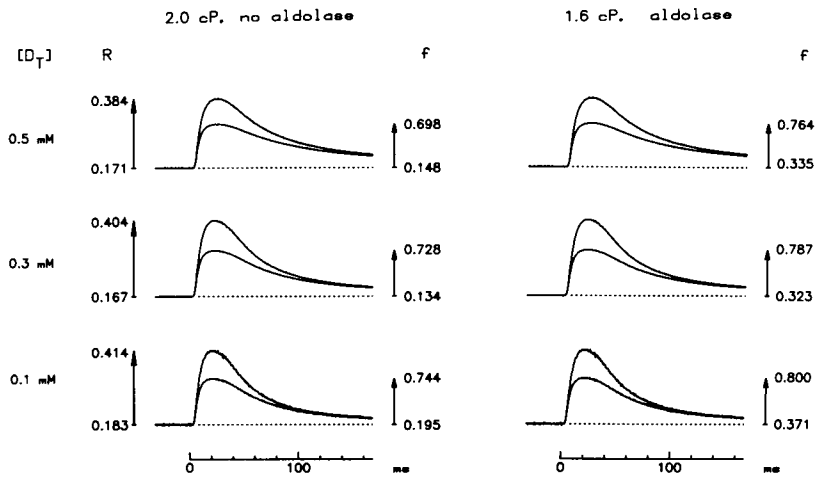 2.0 cP. no aldolase 1.6 cP. aldolase
[D_T] R f f
0.384
0.698 0.764
0.5 mM
0.171 0.148 0.335
0.404
0.728 0.787
0.3 mM
0.167 0.134 0.323
0.414
0.744 0.800
0.1 mM
0.183 0.195 0.371
0 100 ms 0 100 ms